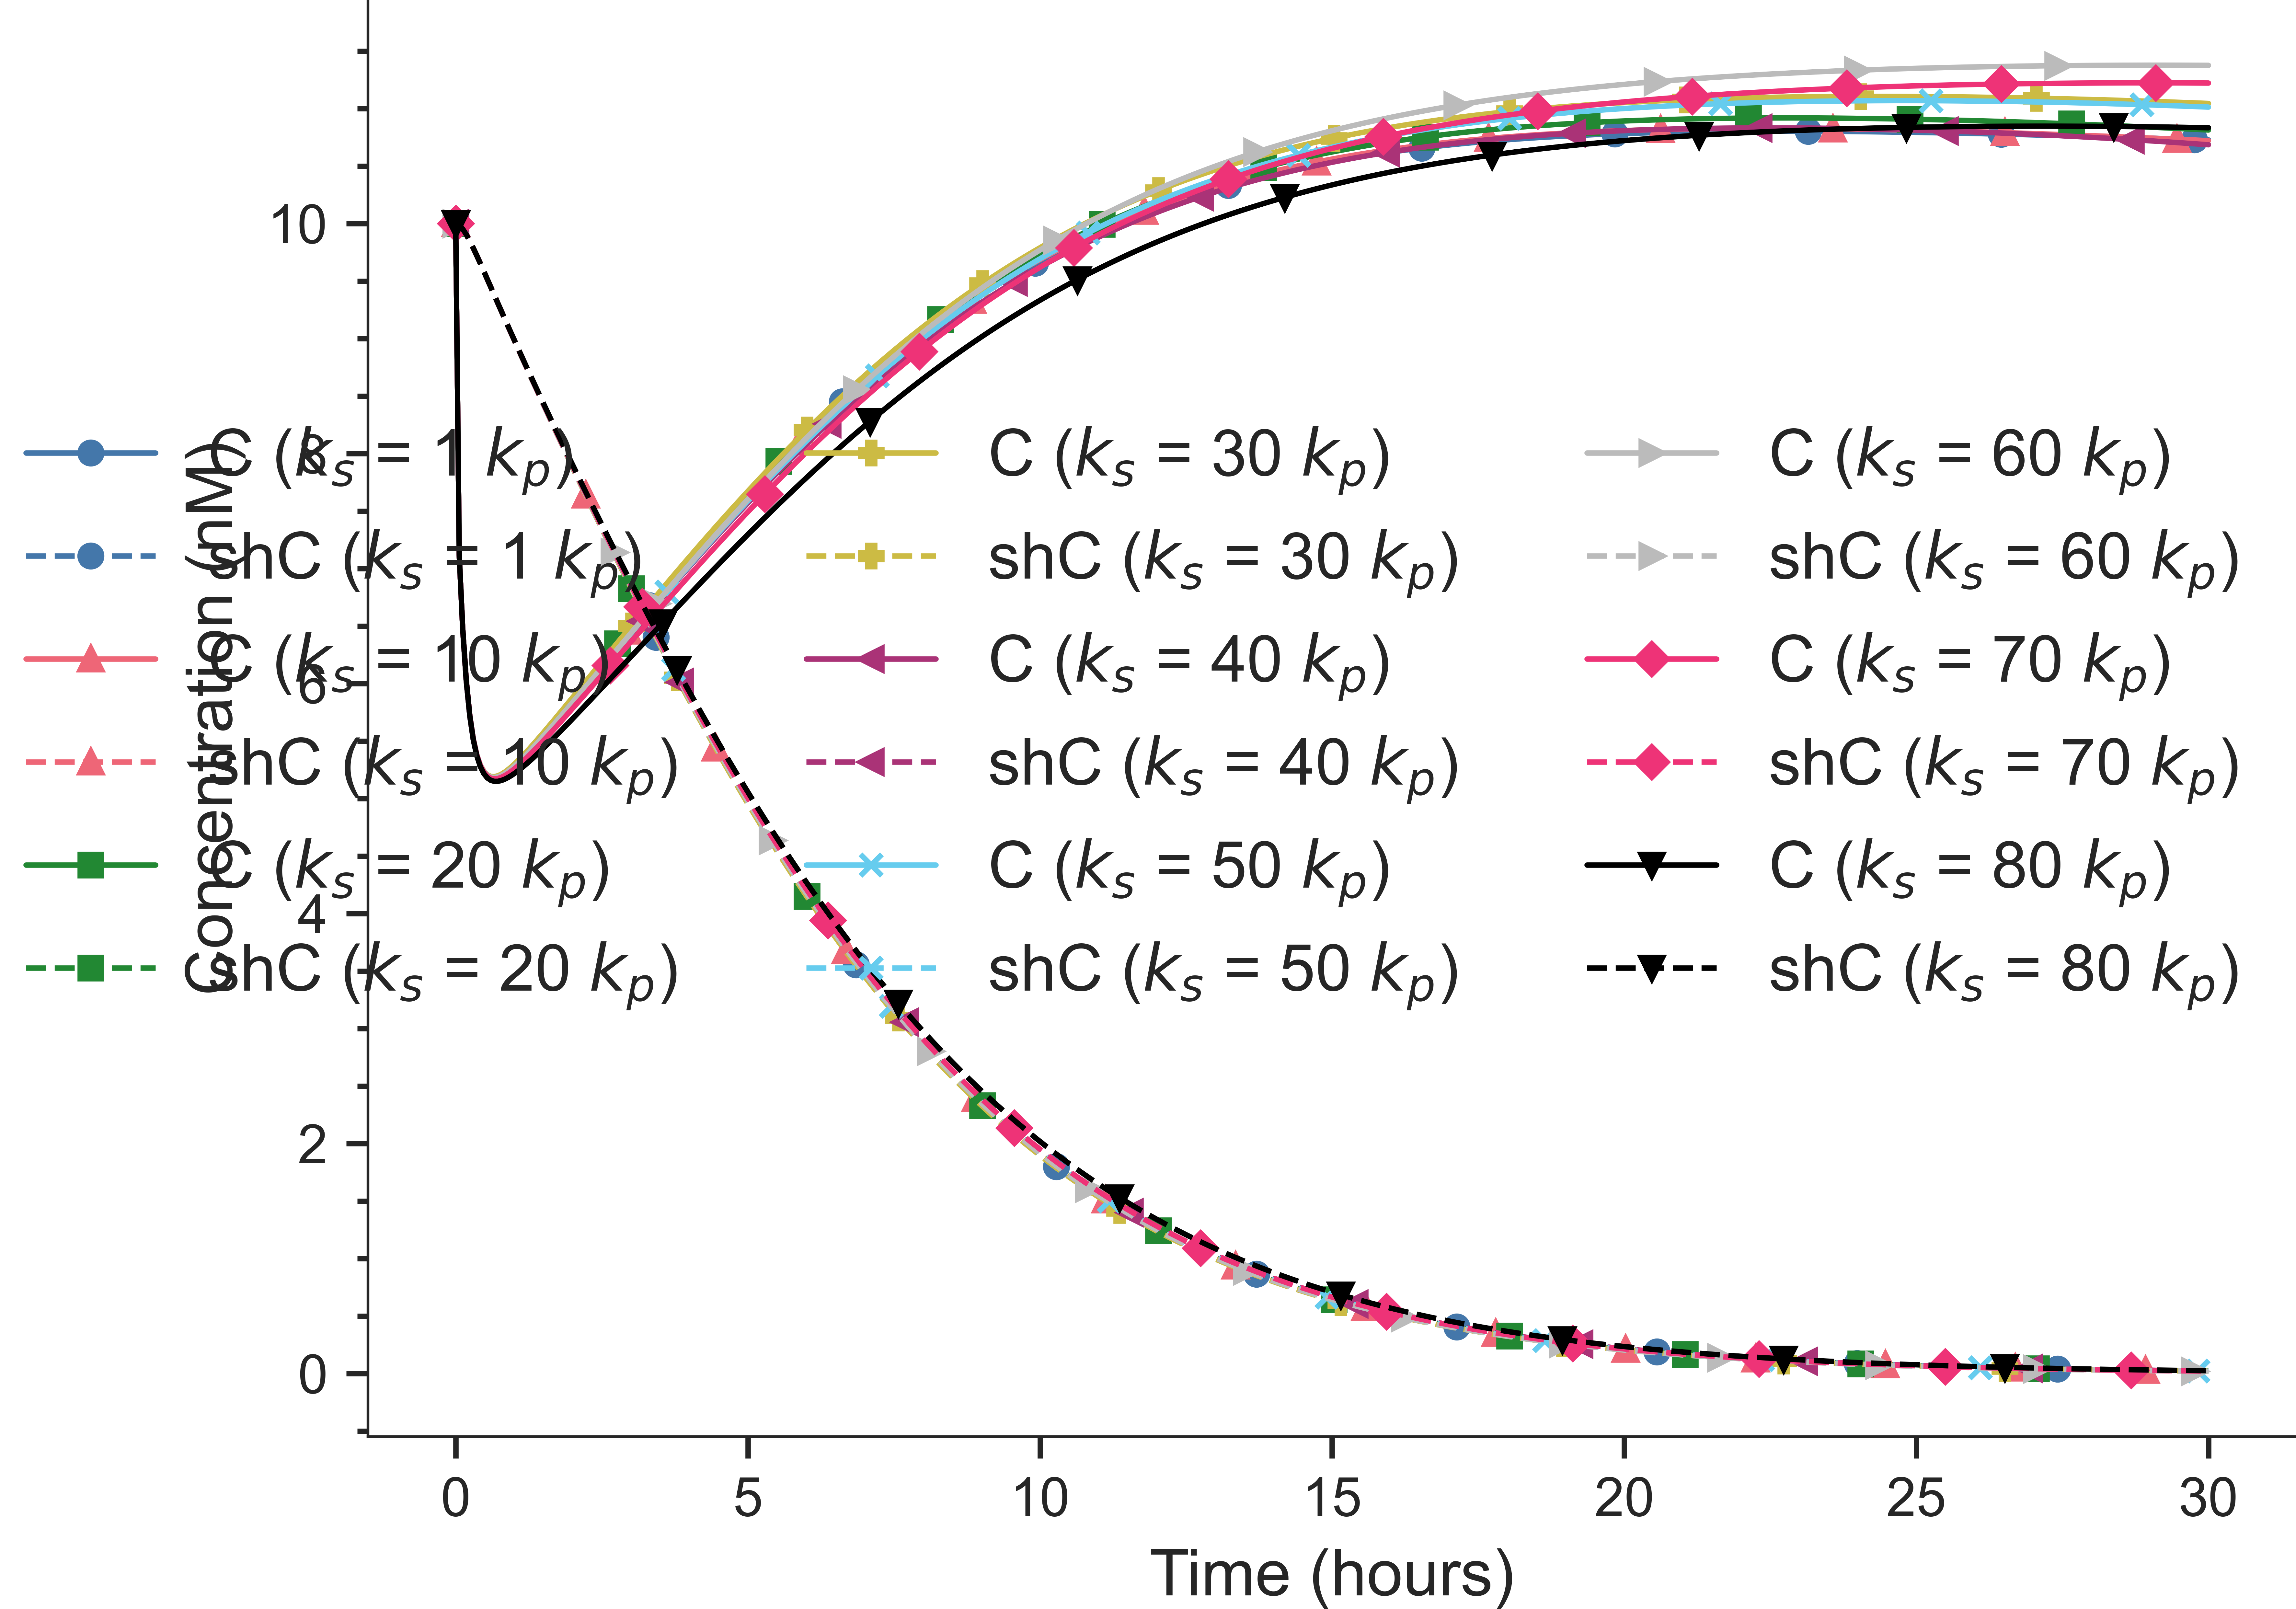 10
8
6
4
2
0
Concentration (nM)
C (kₛ = 1 kₚ)
shC (kₛ = 1 kₚ)
C (kₛ = 10 kₚ)
shC (kₛ = 10 kₚ)
C (kₛ = 20 kₚ)
shC (kₛ = 20 kₚ)
C (kₛ = 30 kₚ)
shC (kₛ = 30 kₚ)
C (kₛ = 40 kₚ)
shC (kₛ = 40 kₚ)
C (kₛ = 50 kₚ)
shC (kₛ = 50 kₚ)
C (kₛ = 60 kₚ)
shC (kₛ = 60 kₚ)
C (kₛ = 70 kₚ)
shC (kₛ = 70 kₚ)
C (kₛ = 80 kₚ)
shC (kₛ = 80 kₚ)
0 5 10 15 20 25 30
Time (hours)